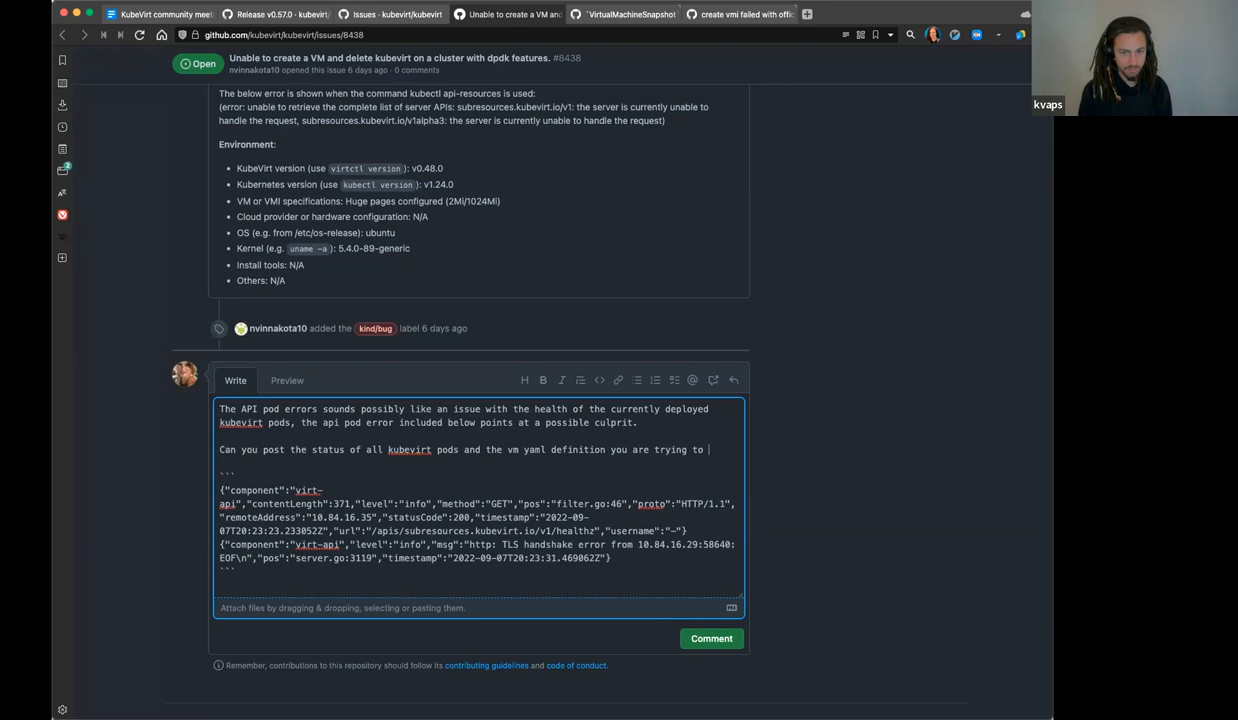 KubeVirt community meet
Release v0.57.0 · kubevirt/
Issues · kubevirt/kubevirt
Unable to create a VM and
`VirtualMachineSnapshot
create vmi failed with offic
github.com/kubevirt/kubevirt/issues/8438
Open
Unable to create a VM and delete kubevirt on a cluster with dpdk features. #8438
nvinnakota10 opened this issue 6 days ago · 0 comments
kvaps
The below error is shown when the command kubectl api-resources is used:
(error: unable to retrieve the complete list of server APIs: subresources.kubevirt.io/v1: the server is currently unable to
handle the request, subresources.kubevirt.io/v1alpha3: the server is currently unable to handle the request)
Environment:
• KubeVirt version (use virtctl version ): v0.48.0
• Kubernetes version (use kubectl version ): v1.24.0
• VM or VMI specifications: Huge pages configured (2Mi/1024Mi)
• Cloud provider or hardware configuration: N/A
• OS (e.g. from /etc/os-release): ubuntu
• Kernel (e.g. uname -a ): 5.4.0-89-generic
• Install tools: N/A
• Others: N/A
nvinnakota10 added the kind/bug label 6 days ago
Write
Preview
The API pod errors sounds possibly like an issue with the health of the currently deployed
kubevirt pods, the api pod error included below points at a possible culprit.
Can you post the status of all kubevirt pods and the vm yaml definition you are trying to
```
{"component":"virt-
api","contentLength":371,"level":"info","method":"GET","pos":"filter.go:46","proto":"HTTP/1.1",
"remoteAddress":"10.84.16.35","statusCode":200,"timestamp":"2022-09-
07T20:23:23.233052Z","url":"/apis/subresources.kubevirt.io/v1/healthz","username":"-"}
{"component":"virt-api","level":"info","msg":"http: TLS handshake error from 10.84.16.29:58640:
EOF\n","pos":"server.go:3119","timestamp":"2022-09-07T20:23:31.469062Z"}
```
Attach files by dragging & dropping, selecting or pasting them.
Comment
Remember, contributions to this repository should follow its contributing guidelines and code of conduct.